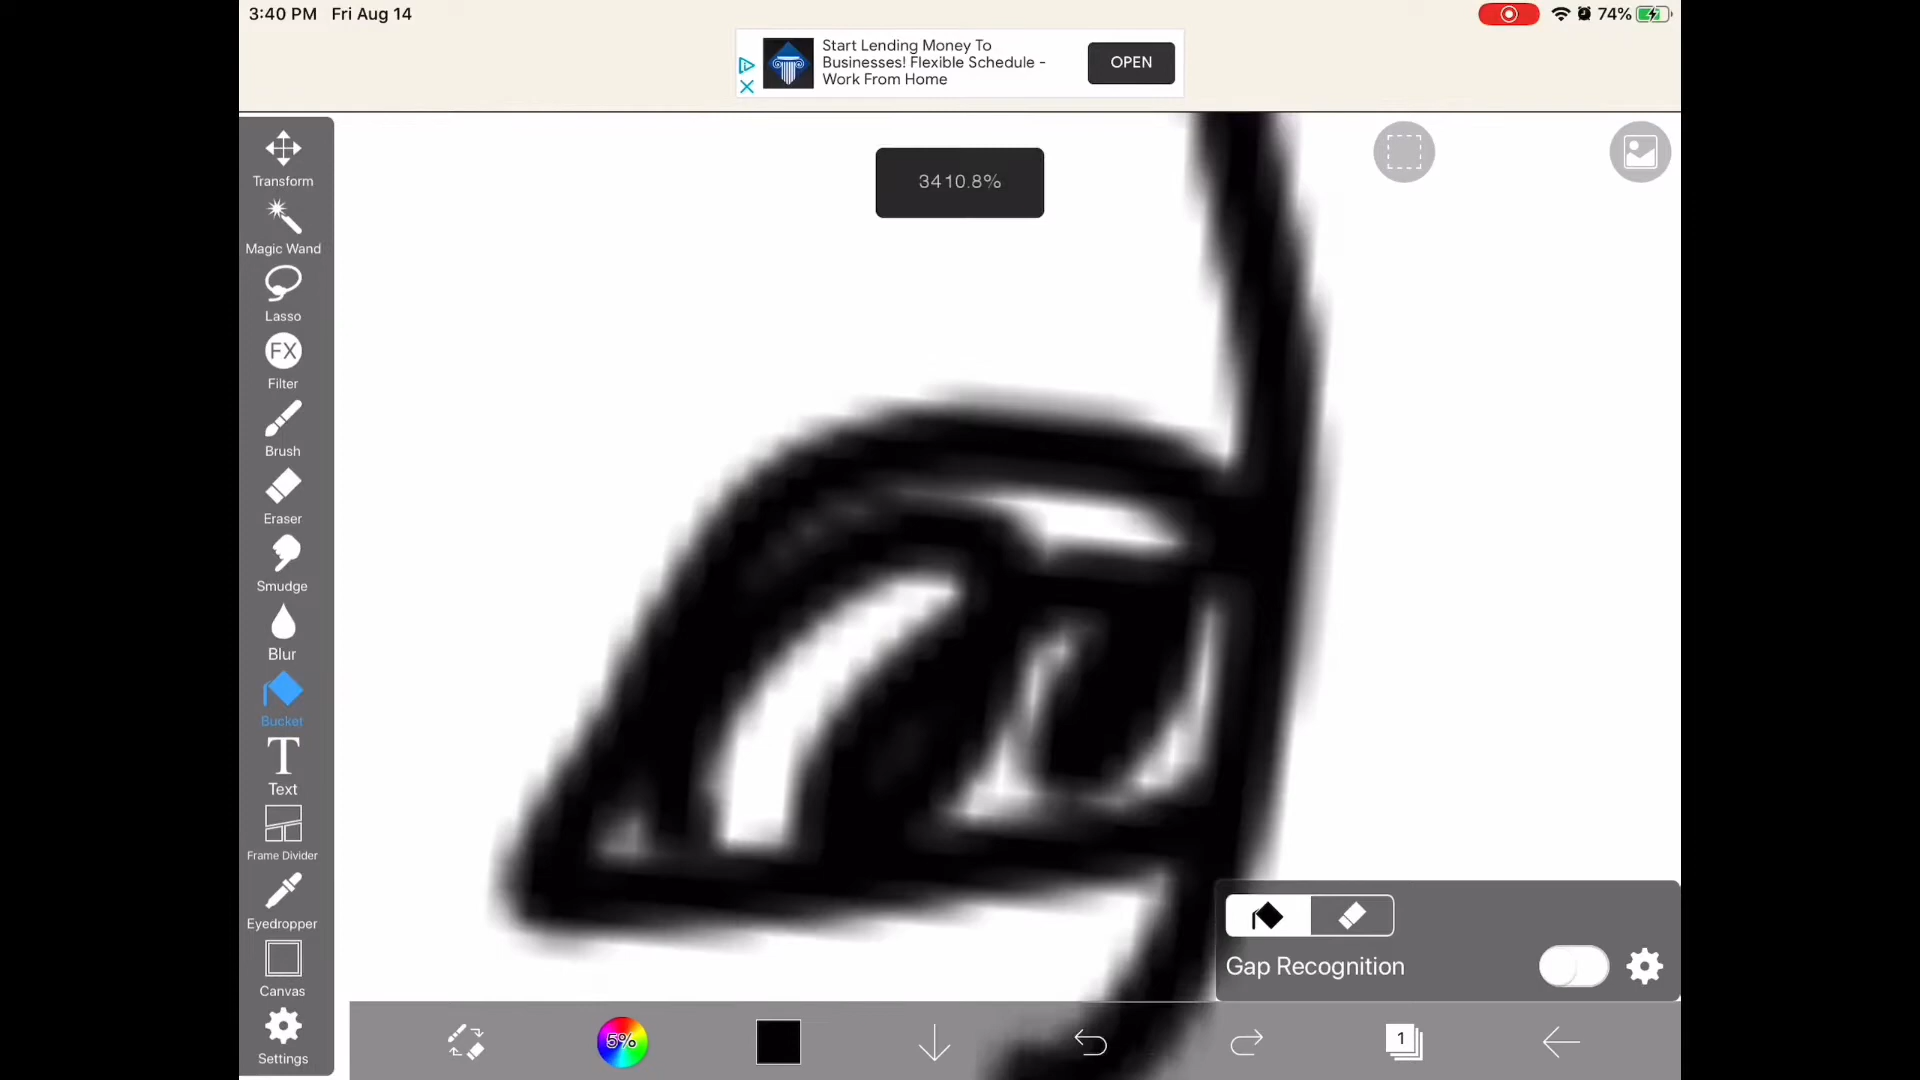 3:40 PM Fri Aug 14
74%
Start Lending Money To
Businesses! Flexible Schedule -
Work From Home
OPEN
3410.8%
Transform
Magic Wand
Lasso
FX
Filter
Brush
Eraser
Smudge
Blur
Bucket
T
Text
Frame Divider
Eyedropper
Canvas
Settings
Gap Recognition
5%
1